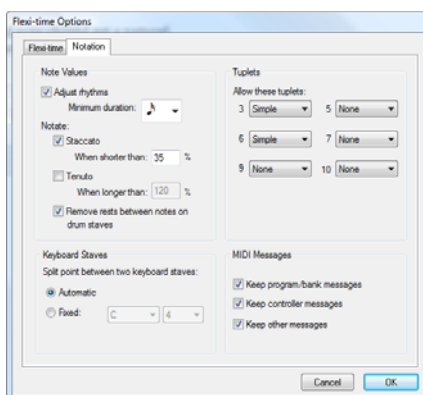 Flexi-time Options
Flexi-time
Notation
Note Values
Adjust rhythms
Minimum duration:
Notate:
Staccato
When shorter than: 35 %
Tenuto
When longer than: 120 %
Remove rests between notes on
drum staves
Tuplets
Allow these tuplets:
3 Simple 5 None
6 Simple 7 None
9 None 10 None
Keyboard Staves
Split point between two keyboard staves:
Automatic
Fixed: C 4
MIDI Messages
Keep program/bank messages
Keep controller messages
Keep other messages
Cancel OK